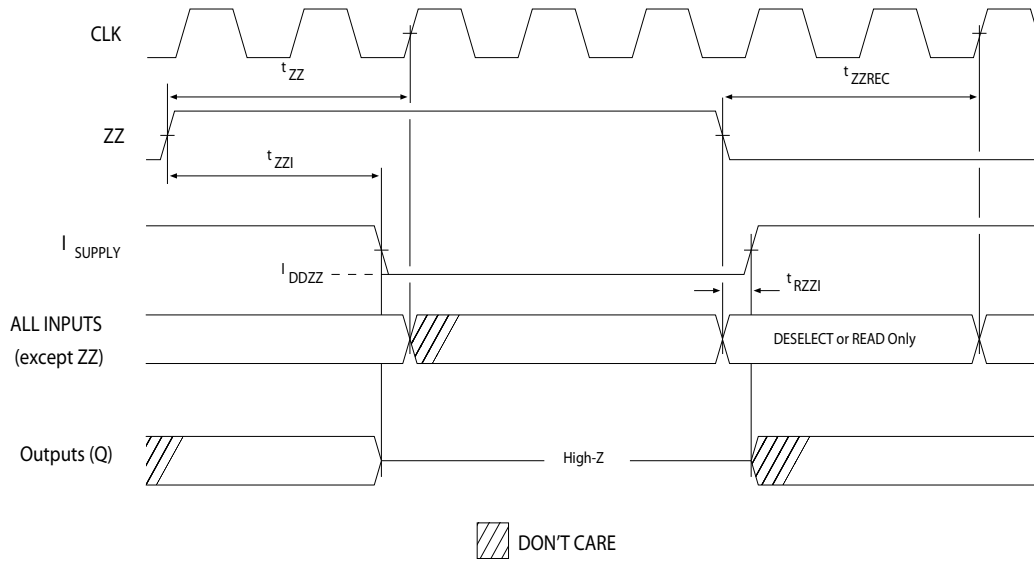 CLK
t ZZ
t ZZREC
ZZ
t ZZI
I SUPPLY
I DDZZ
t RZZI
ALL INPUTS
(except ZZ)
DESELECT or READ Only
Outputs (Q)
High-Z
DON'T CARE